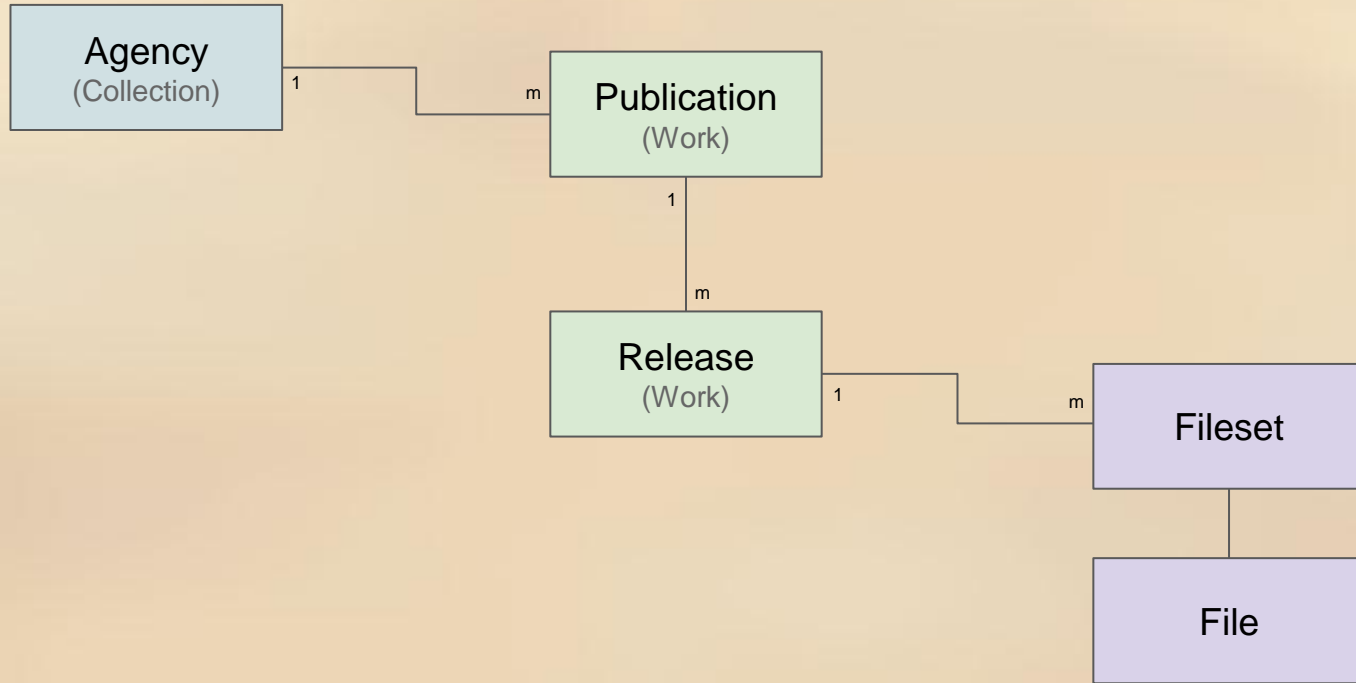 Agency
(Collection)
1
m
Publication
(Work)
1
m
Release
(Work)
1
m
Fileset
File